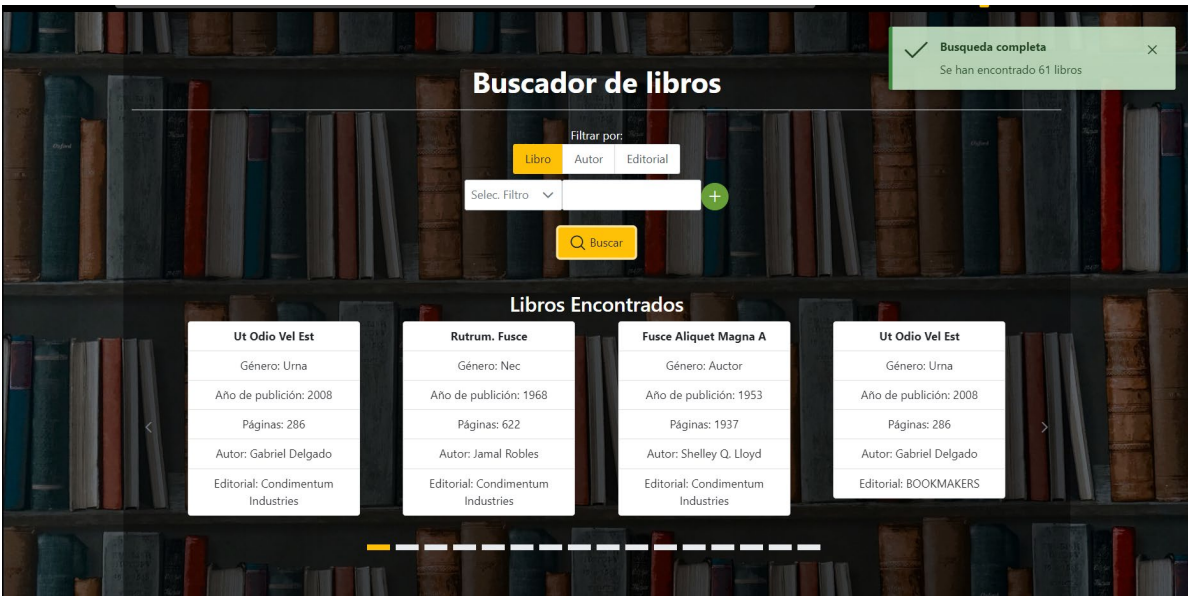 Busqueda completa
Se han encontrado 61 libros
Buscador de libros
Filtrar por:
Libro Autor Editorial
Selec. Filtro
Buscar
Libros Encontrados
Ut Odio Vel Est
Género: Urna
Año de publición: 2008
Páginas: 286
Autor: Gabriel Delgado
Editorial: Condimentum
Industries
Rutrum. Fusce
Género: Nec
Año de publición: 1968
Páginas: 622
Autor: Jamal Robles
Editorial: Condimentum
Industries
Fusce Aliquet Magna A
Género: Auctor
Año de publición: 1953
Páginas: 1937
Autor: Shelley Q. Lloyd
Editorial: Condimentum
Industries
Ut Odio Vel Est
Género: Urna
Año de publición: 2008
Páginas: 286
Autor: Gabriel Delgado
Editorial: BOOKMAKERS